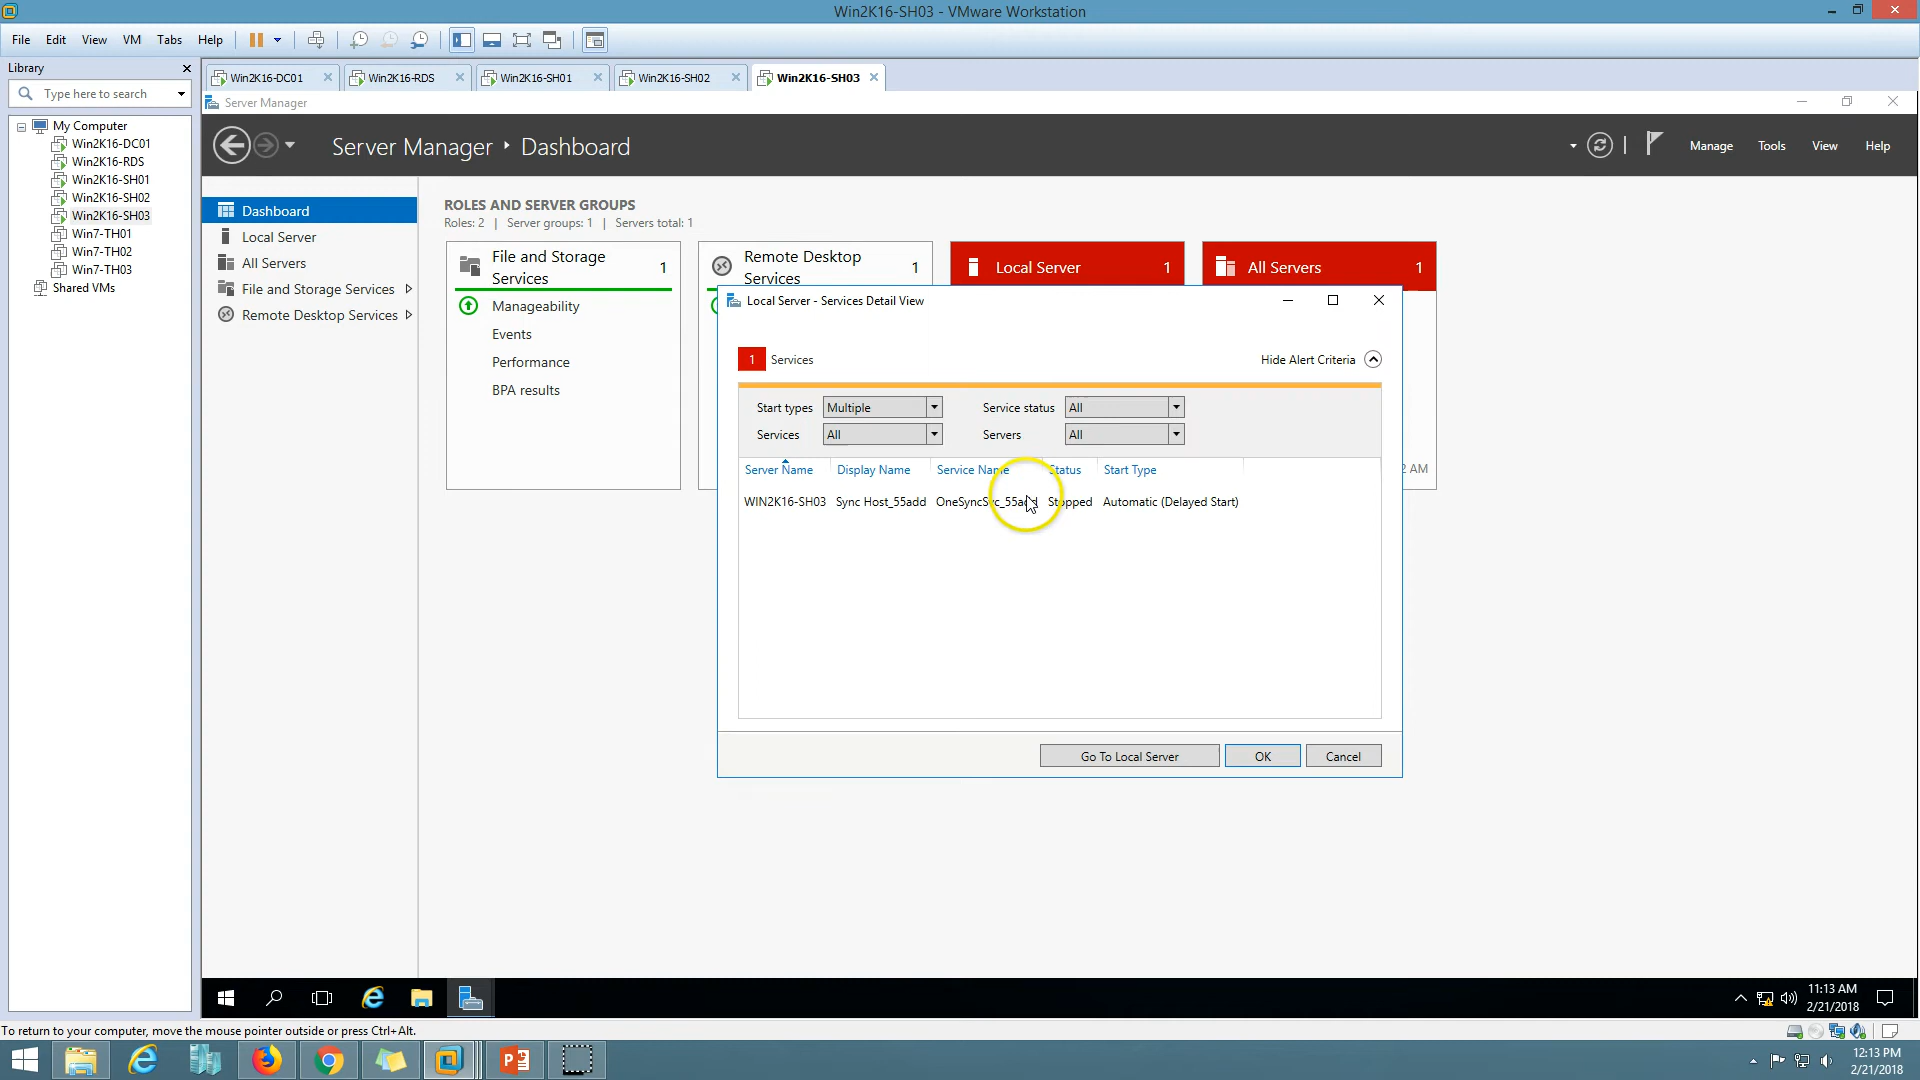 Win2K16-SH03 - VMware Workstation
File Edit View VM Tabs Help
Library
Type here to search
My Computer
Win2K16-DC01
Win2K16-RDS
Win2K16-SH01
Win2K16-SH02
Win2K16-SH03
Win7-TH01
Win7-TH02
Win7-TH03
Shared VMs
Win2K16-DC01 Win2K16-RDS Win2K16-SH01 Win2K16-SH02 Win2K16-SH03
Server Manager
Server Manager Dashboard
Manage Tools View Help
Dashboard
Local Server
All Servers
File and Storage Services
Remote Desktop Services
ROLES AND SERVER GROUPS
Roles: 2 | Server groups: 1 | Servers total: 1
File and Storage Services 1
Manageability
Events
Performance
BPA results
Remote Desktop Services 1
Local Server 1
All Servers 1
2 AM
Local Server - Services Detail View
1 Services
Hide Alert Criteria
Start types Multiple Service status All
Services All Servers All
Server Name Display Name Service Name Status Start Type
WIN2K16-SH03 Sync Host_55add OneSyncSvc_55add Stopped Automatic (Delayed Start)
Go To Local Server OK Cancel
11:13 AM
2/21/2018
To return to your computer, move the mouse pointer outside or press Ctrl+Alt.
12:13 PM
2/21/2018